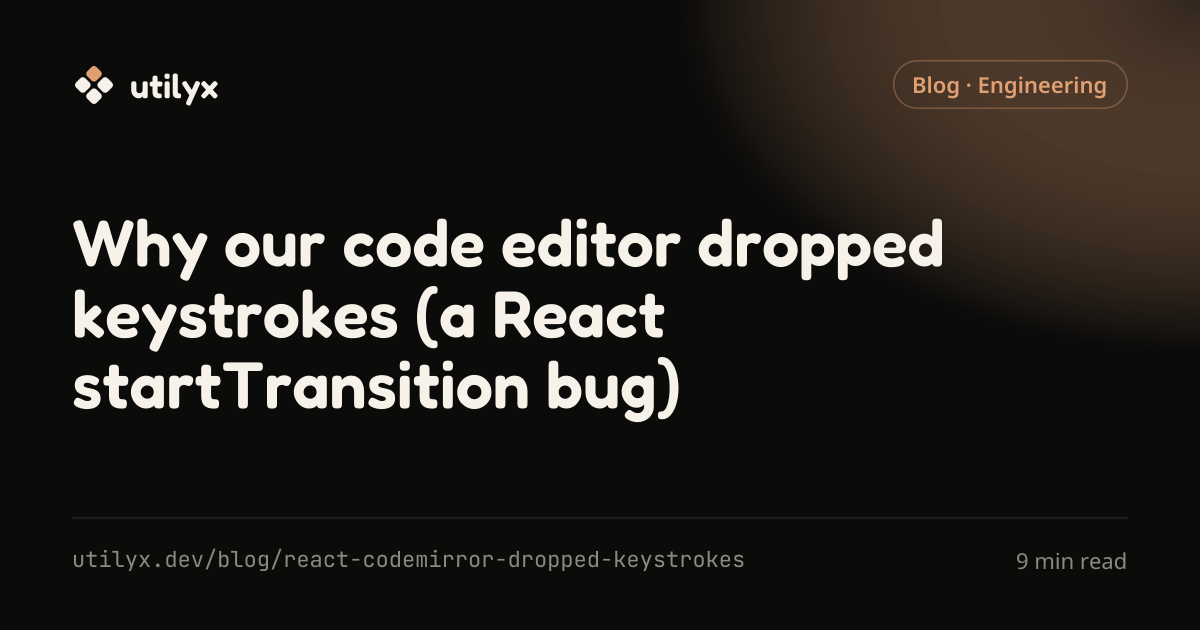 utilyx
Blog · Engineering
Why our code editor dropped
keystrokes (a React
startTransition bug)
utilyx.dev/blog/react-codemirror-dropped-keystrokes
9 min read